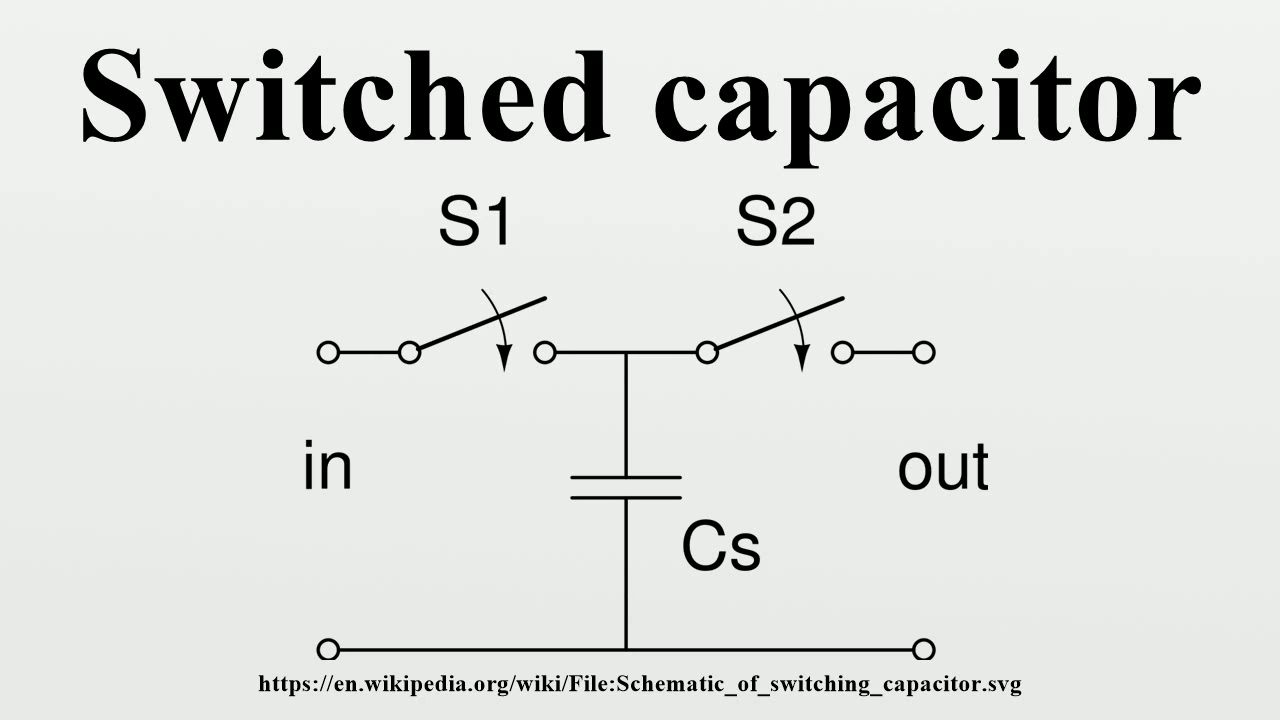 Switched capacitor
S1 S2
in out
Cs
https://en.wikipedia.org/wiki/File:Schematic_of_switching_capacitor.svg